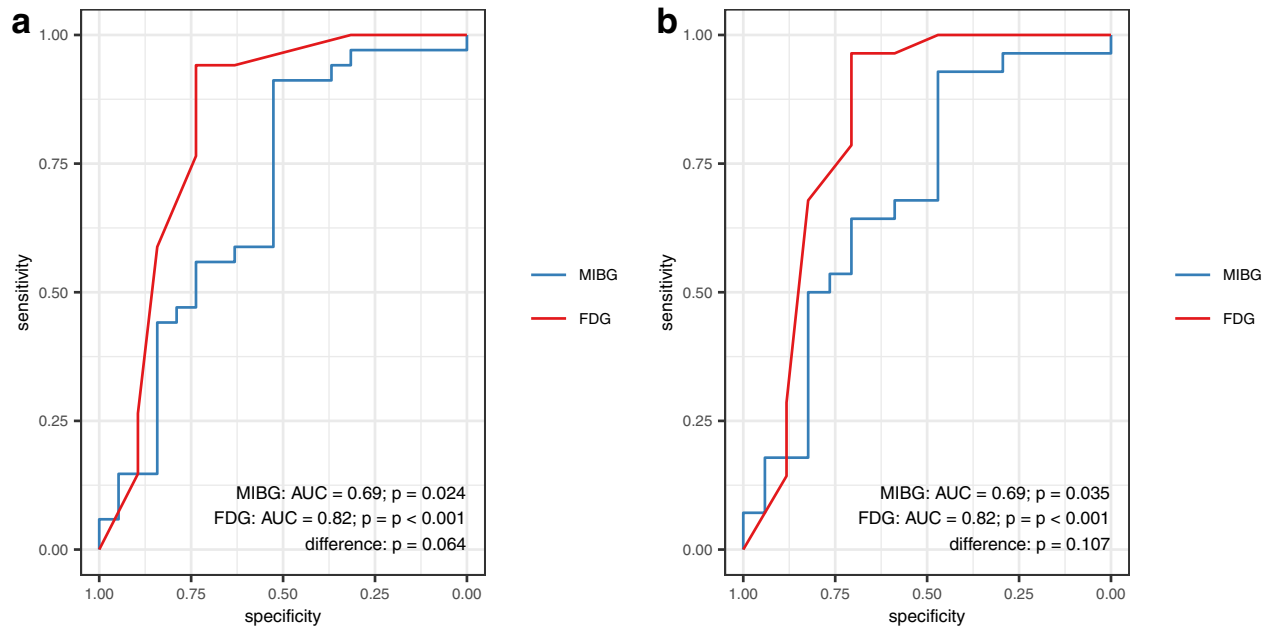 a
1.00
0.75
0.50
0.25
0.00
sensitivity
MIBG: AUC = 0.69; p = 0.024
FDG: AUC = 0.82; p = p < 0.001
difference: p = 0.064
1.00
0.75
0.50
0.25
0.00
specificity
MIBG
FDG
b
1.00
0.75
0.50
0.25
0.00
sensitivity
MIBG: AUC = 0.69; p = 0.035
FDG: AUC = 0.82; p = p < 0.001
difference: p = 0.107
1.00
0.75
0.50
0.25
0.00
specificity
MIBG
FDG